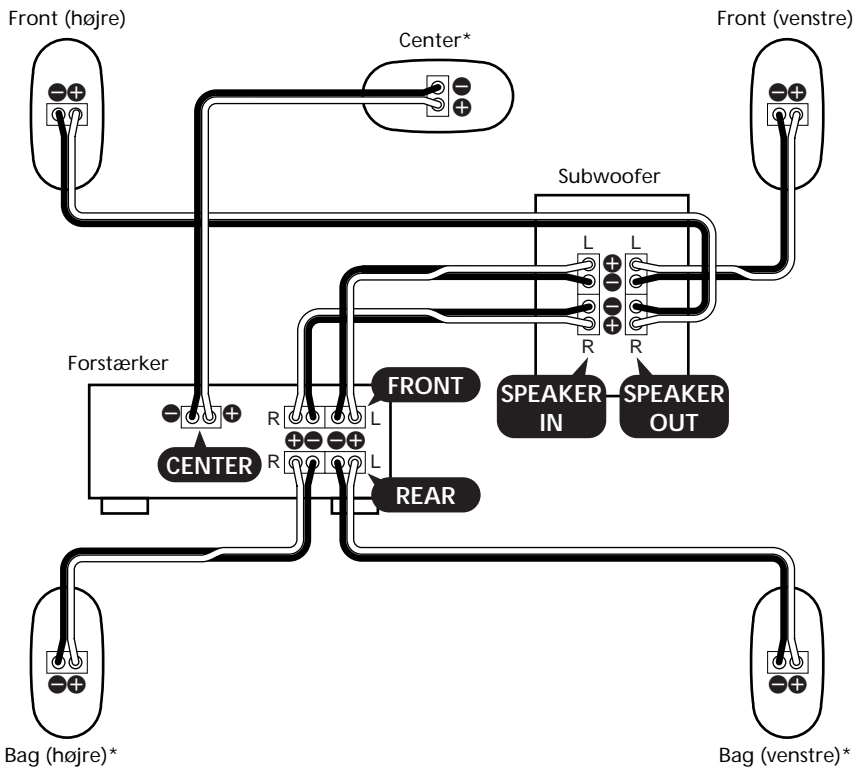 Front (højre)
Center*
Front (venstre)
Subwoofer
L L
R R
SPEAKER
IN
SPEAKER
OUT
Forstærker
FRONT
R L
CENTER
R L
REAR
Bag (højre)*
Bag (venstre)*